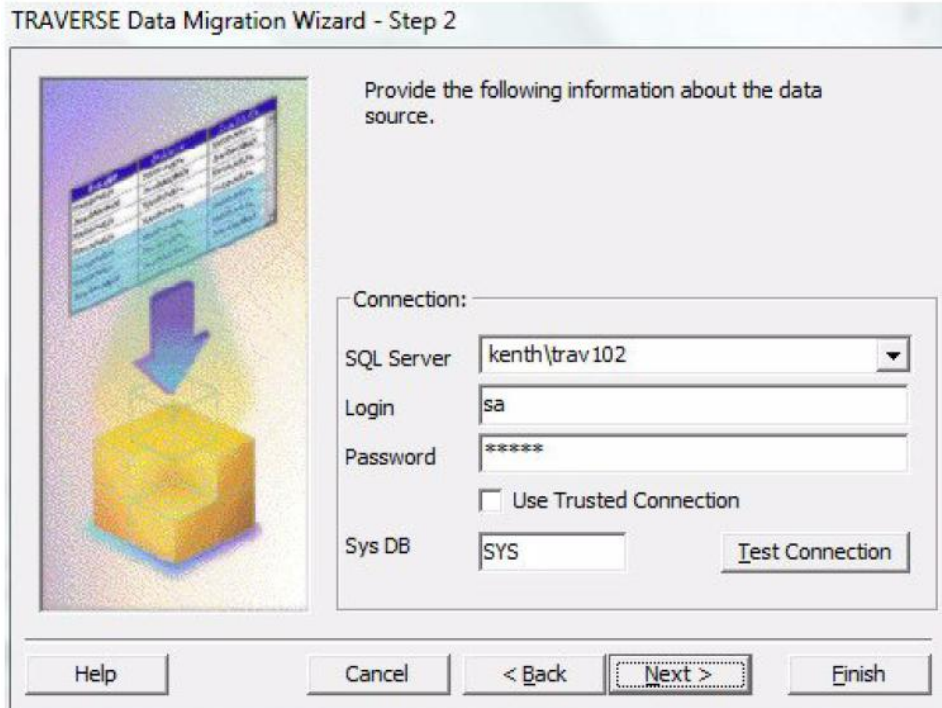 TRAVERSE Data Migration Wizard - Step 2
Provide the following information about the data
source.
Connection:
SQL Server kenth\trav102
Login sa
Password *****
Use Trusted Connection
Sys DB SYS Test Connection
Help Cancel < Back Next > Finish